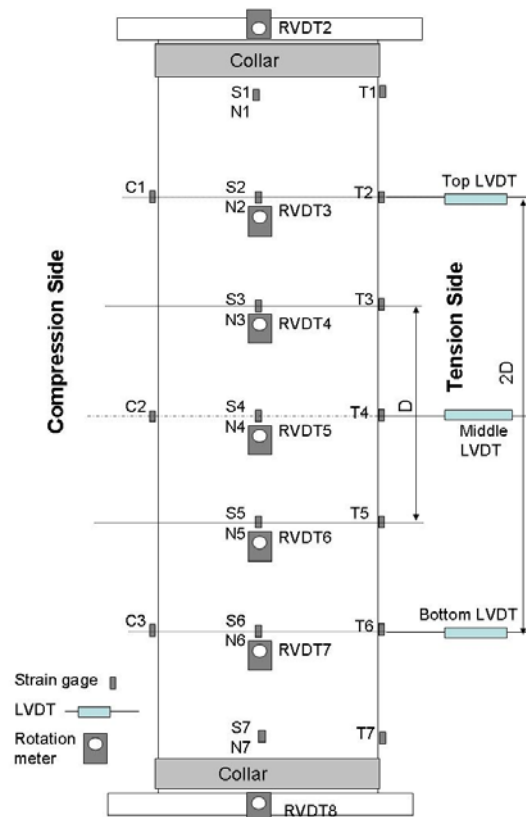 RVDT2
Collar
S1
N1
T1
C1
S2
N2
RVDT3
T2
Top LVDT
Compression Side
Tension Side
S3
N3
RVDT4
T3
D
2D
C2
S4
N4
RVDT5
T4
Middle
LVDT
S5
N5
RVDT6
T5
C3
S6
N6
RVDT7
T6
Bottom LVDT
Strain gage
LVDT
Rotation
meter
S7
N7
T7
Collar
RVDT8